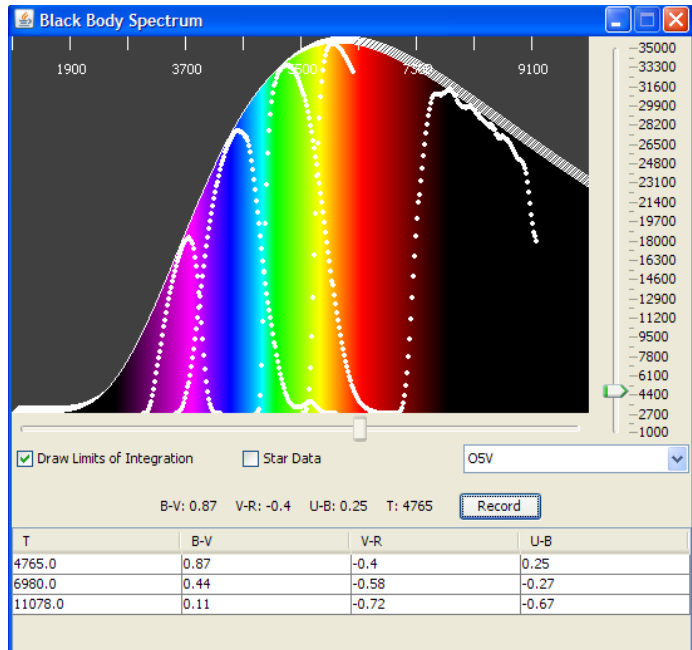 Black Body Spectrum
1900 3700 5500 7300 9100
35000
33300
31600
29900
28200
26500
24800
23100
21400
19700
18000
16300
14600
12900
11200
9500
7800
6100
4400
2700
1000
Draw Limits of Integration Star Data O5V
B-V: 0.87 V-R: -0.4 U-B: 0.25 T: 4765 Record
T B-V V-R U-B
4765.0 0.87 -0.4 0.25
6980.0 0.44 -0.58 -0.27
11078.0 0.11 -0.72 -0.67